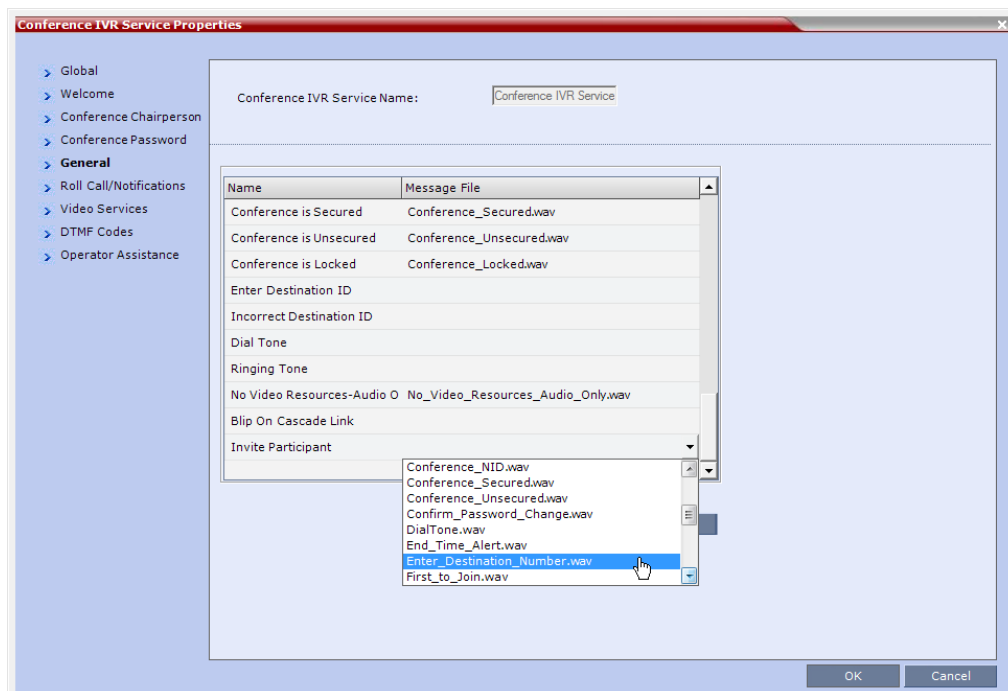 Conference IVR Service Properties
Global
Welcome
Conference Chairperson
Conference Password
General
Roll Call/Notifications
Video Services
DTMF Codes
Operator Assistance
Conference IVR Service Name: Conference IVR Service
Name Message File
Conference is Secured Conference_Secured.wav
Conference is Unsecured Conference_Unsecured.wav
Conference is Locked Conference_Locked.wav
Enter Destination ID
Incorrect Destination ID
Dial Tone
Ringing Tone
No Video Resources-Audio O No_Video_Resources_Audio_Only.wav
Blip On Cascade Link
Invite Participant
Conference_NID.wav
Conference_Secured.wav
Conference_Unsecured.wav
Confirm_Password_Change.wav
DialTone.wav
End_Time_Alert.wav
Enter_Destination_Number.wav
First_to_Join.wav
OK Cancel